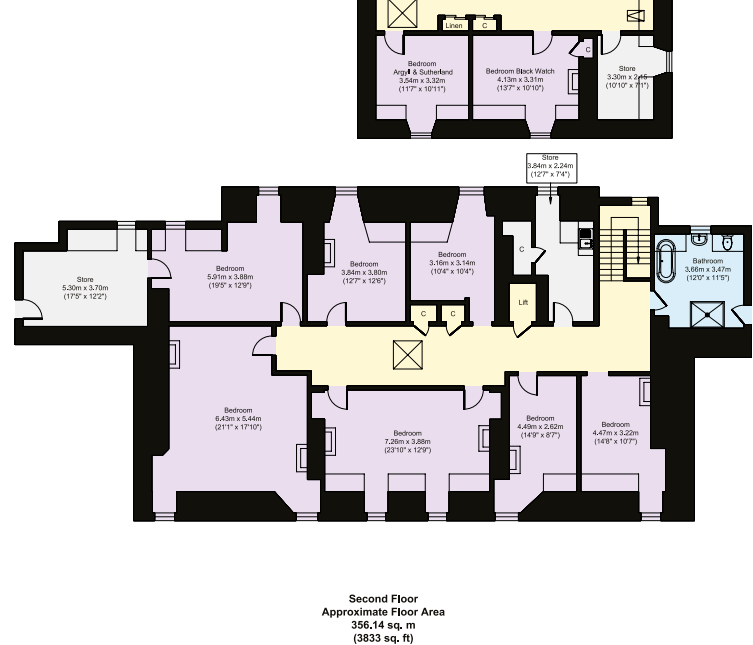 Linen
C
Bedroom
Argyll & Sutherland
3.54m x 3.32m
(11'7" x 10'11")
Bedroom Black Watch
4.13m x 3.31m
(13'7" x 10'10")
C
Store
3.30m x 2.15
(10'10" x 7'1")
Store
3.84m x 2.24m
(12'7" x 7'4")
Store
5.30m x 3.70m
(17'5" x 12'2")
Bedroom
5.91m x 3.88m
(19'5" x 12'9")
Bedroom
3.84m x 3.80m
(12'7" x 12'6")
Bedroom
3.16m x 3.14m
(10'4" x 10'4")
C
Bathroom
3.66m x 3.47m
(12'0" x 11'5")
C
C
Lift
Bedroom
6.43m x 5.44m
(21'1" x 17'10")
Bedroom
7.26m x 3.88m
(23'10" x 12'9")
Bedroom
4.49m x 2.62m
(14'9" x 8'7")
Bedroom
4.47m x 3.22m
(14'8" x 10'7")
Second Floor
Approximate Floor Area
356.14 sq. m
(3833 sq. ft)